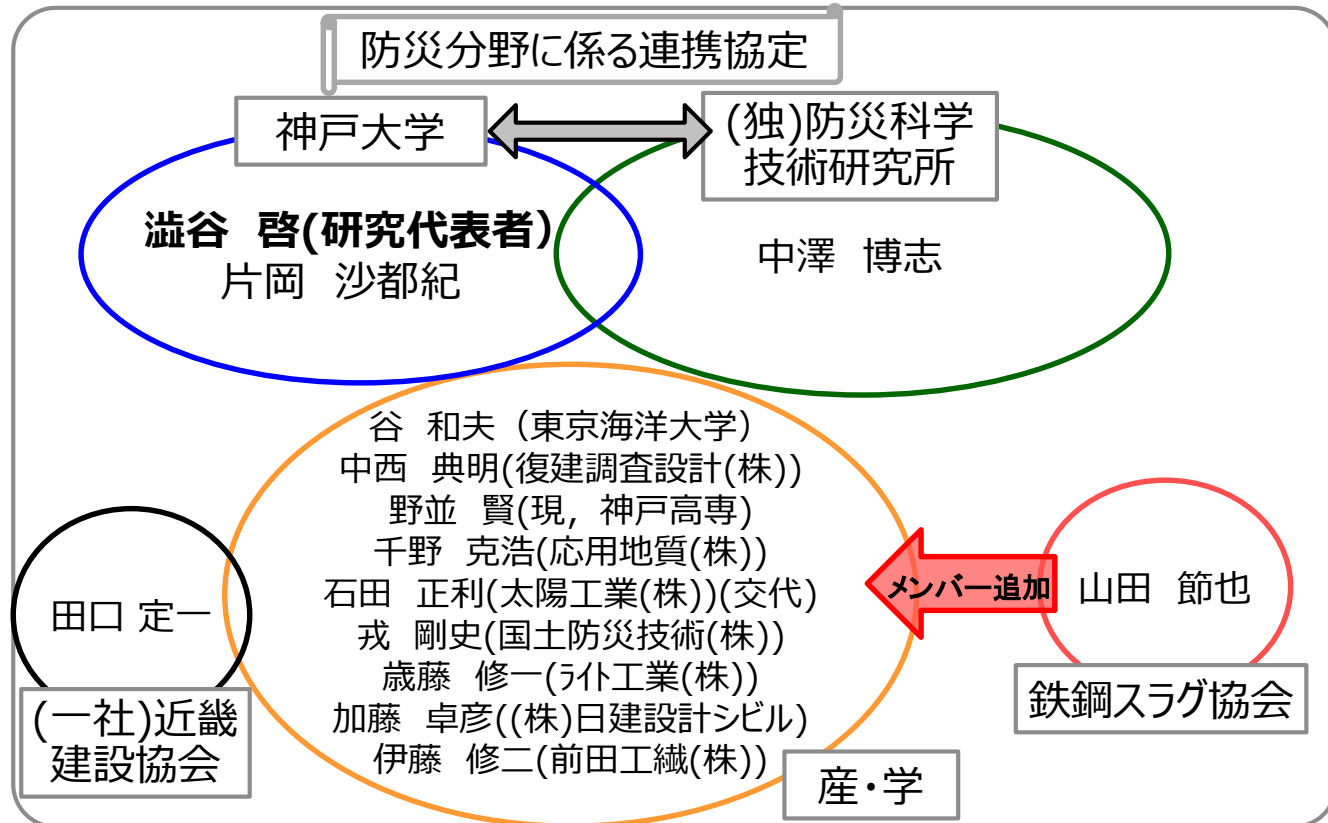 防災分野に係る連携協定
神戸大学
(独)防災科学
技術研究所
澁谷　啓(研究代表者）
片岡　沙都紀
中澤　博志
谷　和夫（東京海洋大学）
中西　典明(復建調査設計(株))
野並　賢(現，神戸高専)
千野　克浩(応用地質(株))
石田　正利(太陽工業(株))(交代)
戎　剛史(国土防災技術(株))
歳藤　修一(ﾗｲﾄ工業(株))
加藤　卓彦((株)日建設計シビル)
伊藤　修二(前田工繊(株))
産・学
田口 定一
(一社)近畿
建設協会
メンバー追加
山田　節也
鉄鋼スラグ協会